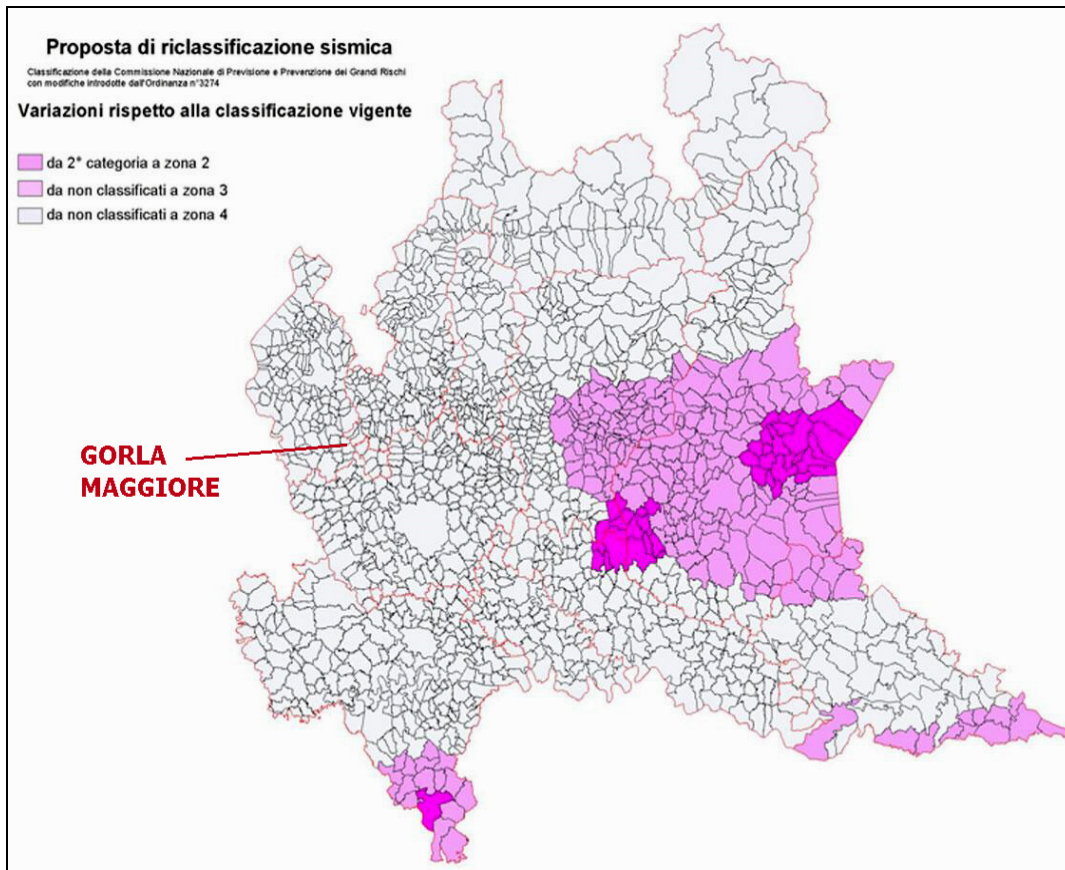 Proposta di riclassificazione sismica
Classificazione della Commissione Nazionale di Previsione e Prevenzione dei Grandi Rischi
con modifiche introdotte dall'Ordinanza n°3274
Variazioni rispetto alla classificazione vigente
da 2° categoria a zona 2
da non classificati a zona 3
da non classificati a zona 4
GORLA
MAGGIORE